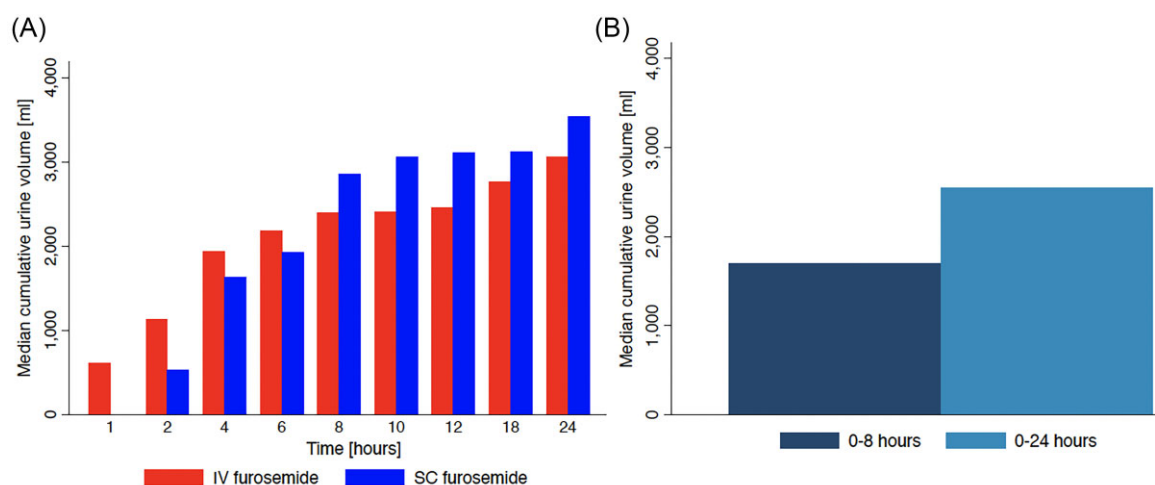 (A)
Median cumulative urine volume [ml]
4,000
3,000
2,000
1,000
0
1 2 4 6 8 10 12 18 24
Time [hours]
IV furosemide SC furosemide
(B)
Median cumulative urine volume [ml]
4,000
3,000
2,000
1,000
0
0-8 hours 0-24 hours